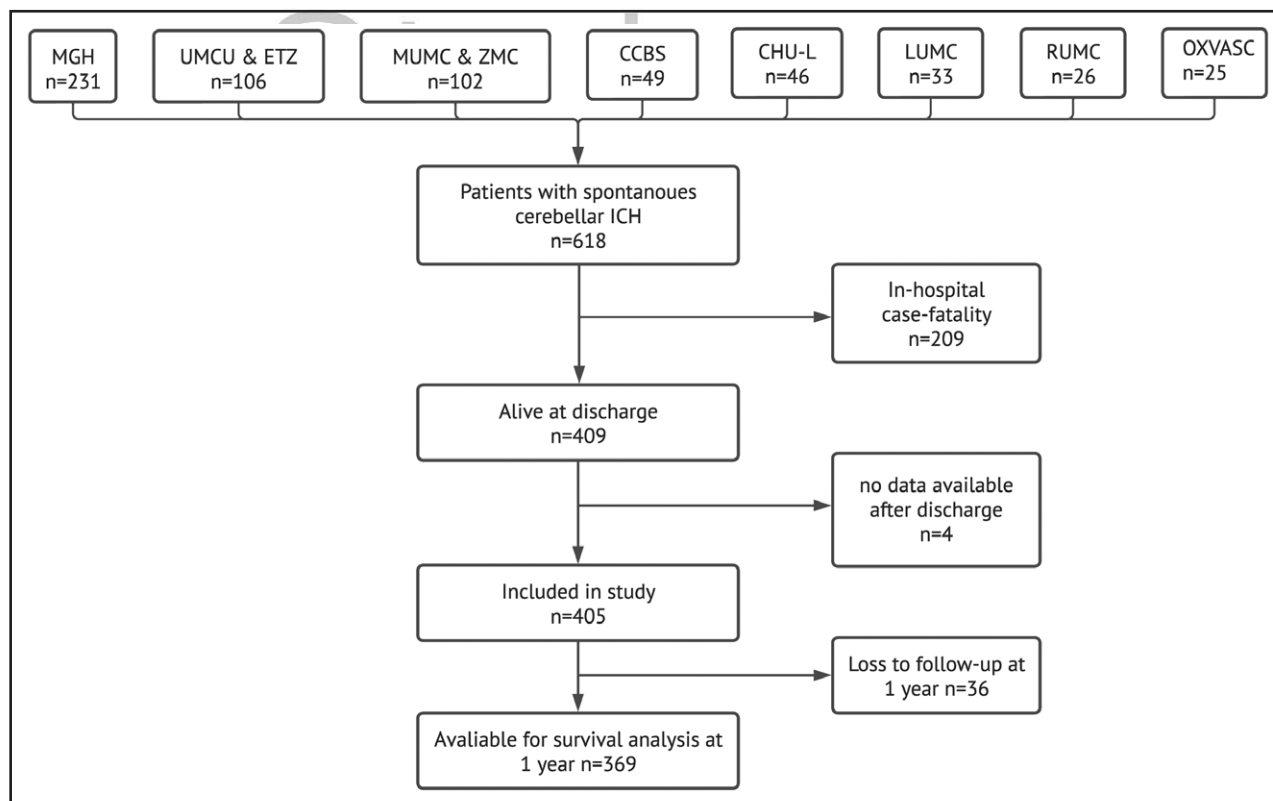 MGH
n=231
UMCU & ETZ
n=106
MUMC & ZMC
n=102
CCBS
n=49
CHU-L
n=46
LUMC
n=33
RUMC
n=26
OXVASC
n=25
Patients with spontanoues
cerebellar ICH
n=618
In-hospital
case-fatality
n=209
Alive at discharge
n=409
no data available
after discharge
n=4
Included in study
n=405
Loss to follow-up at
1 year n=36
Avaliable for survival analysis at
1 year n=369